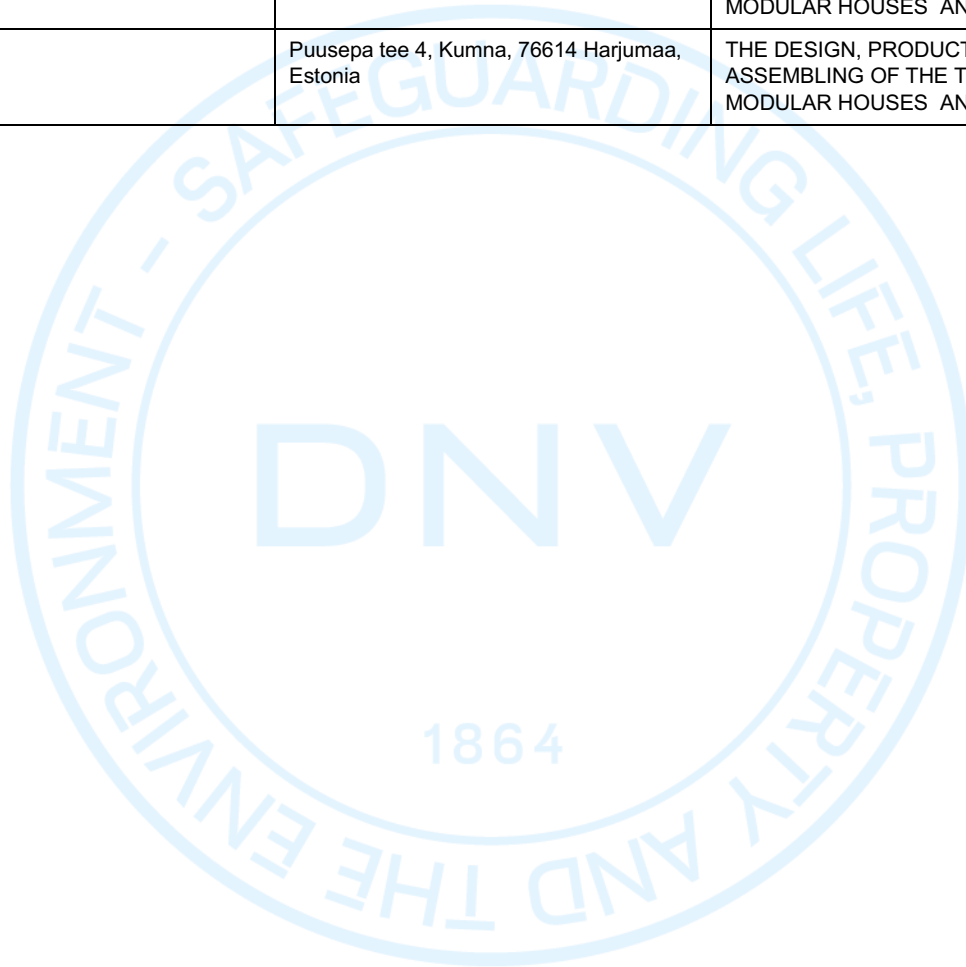 MODULAR HOUSES AN
Puusepa tee 4, Kumna, 76614 Harjumaa,
Estonia
THE DESIGN, PRODUCT
ASSEMBLING OF THE T
MODULAR HOUSES AN
SAFEGUARDING LIFE, PROPERTY AND THE ENVIRONMENT -
DNV
1864